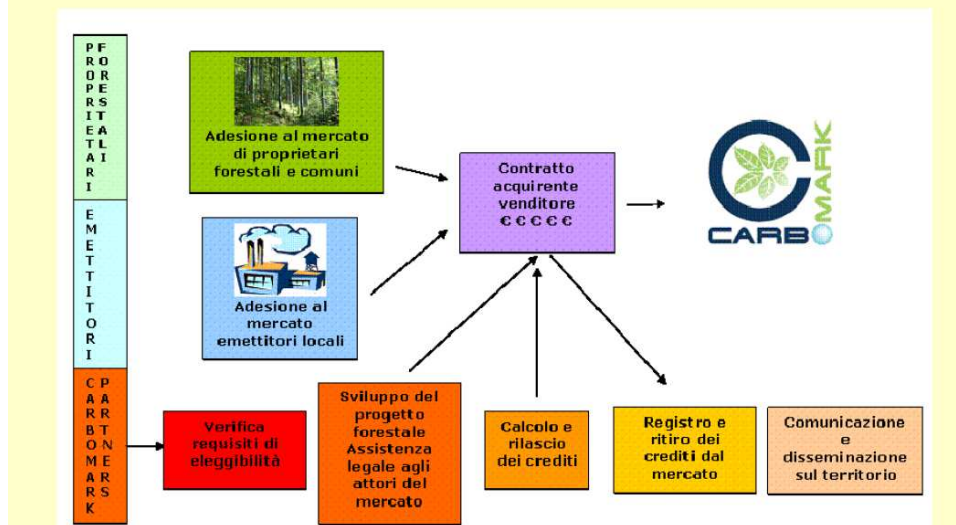 PROPRIETARI
FORESTALI
Adesione al mercato
di proprietari
forestali e comuni
Contratto
acquirente
venditore
€ € € € €
CARBOMARK
EMETTITORI
Adesione al
mercato
emettitori locali
CARBOMARK
PARTNERS
Verifica
requisiti di
eleggibilità
Sviluppo del
progetto
forestale
Assistenza
legale agli
attori del
mercato
Calcolo e
rilascio
dei crediti
Registro e
ritiro dei
crediti dal
mercato
Comunicazione
e
disseminazione
sul territorio